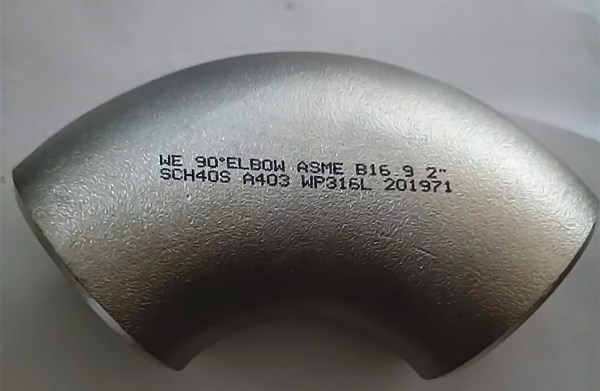 WE 90°ELBOW ASME B16.9 2"
SCH40S A403 WP316L 201971